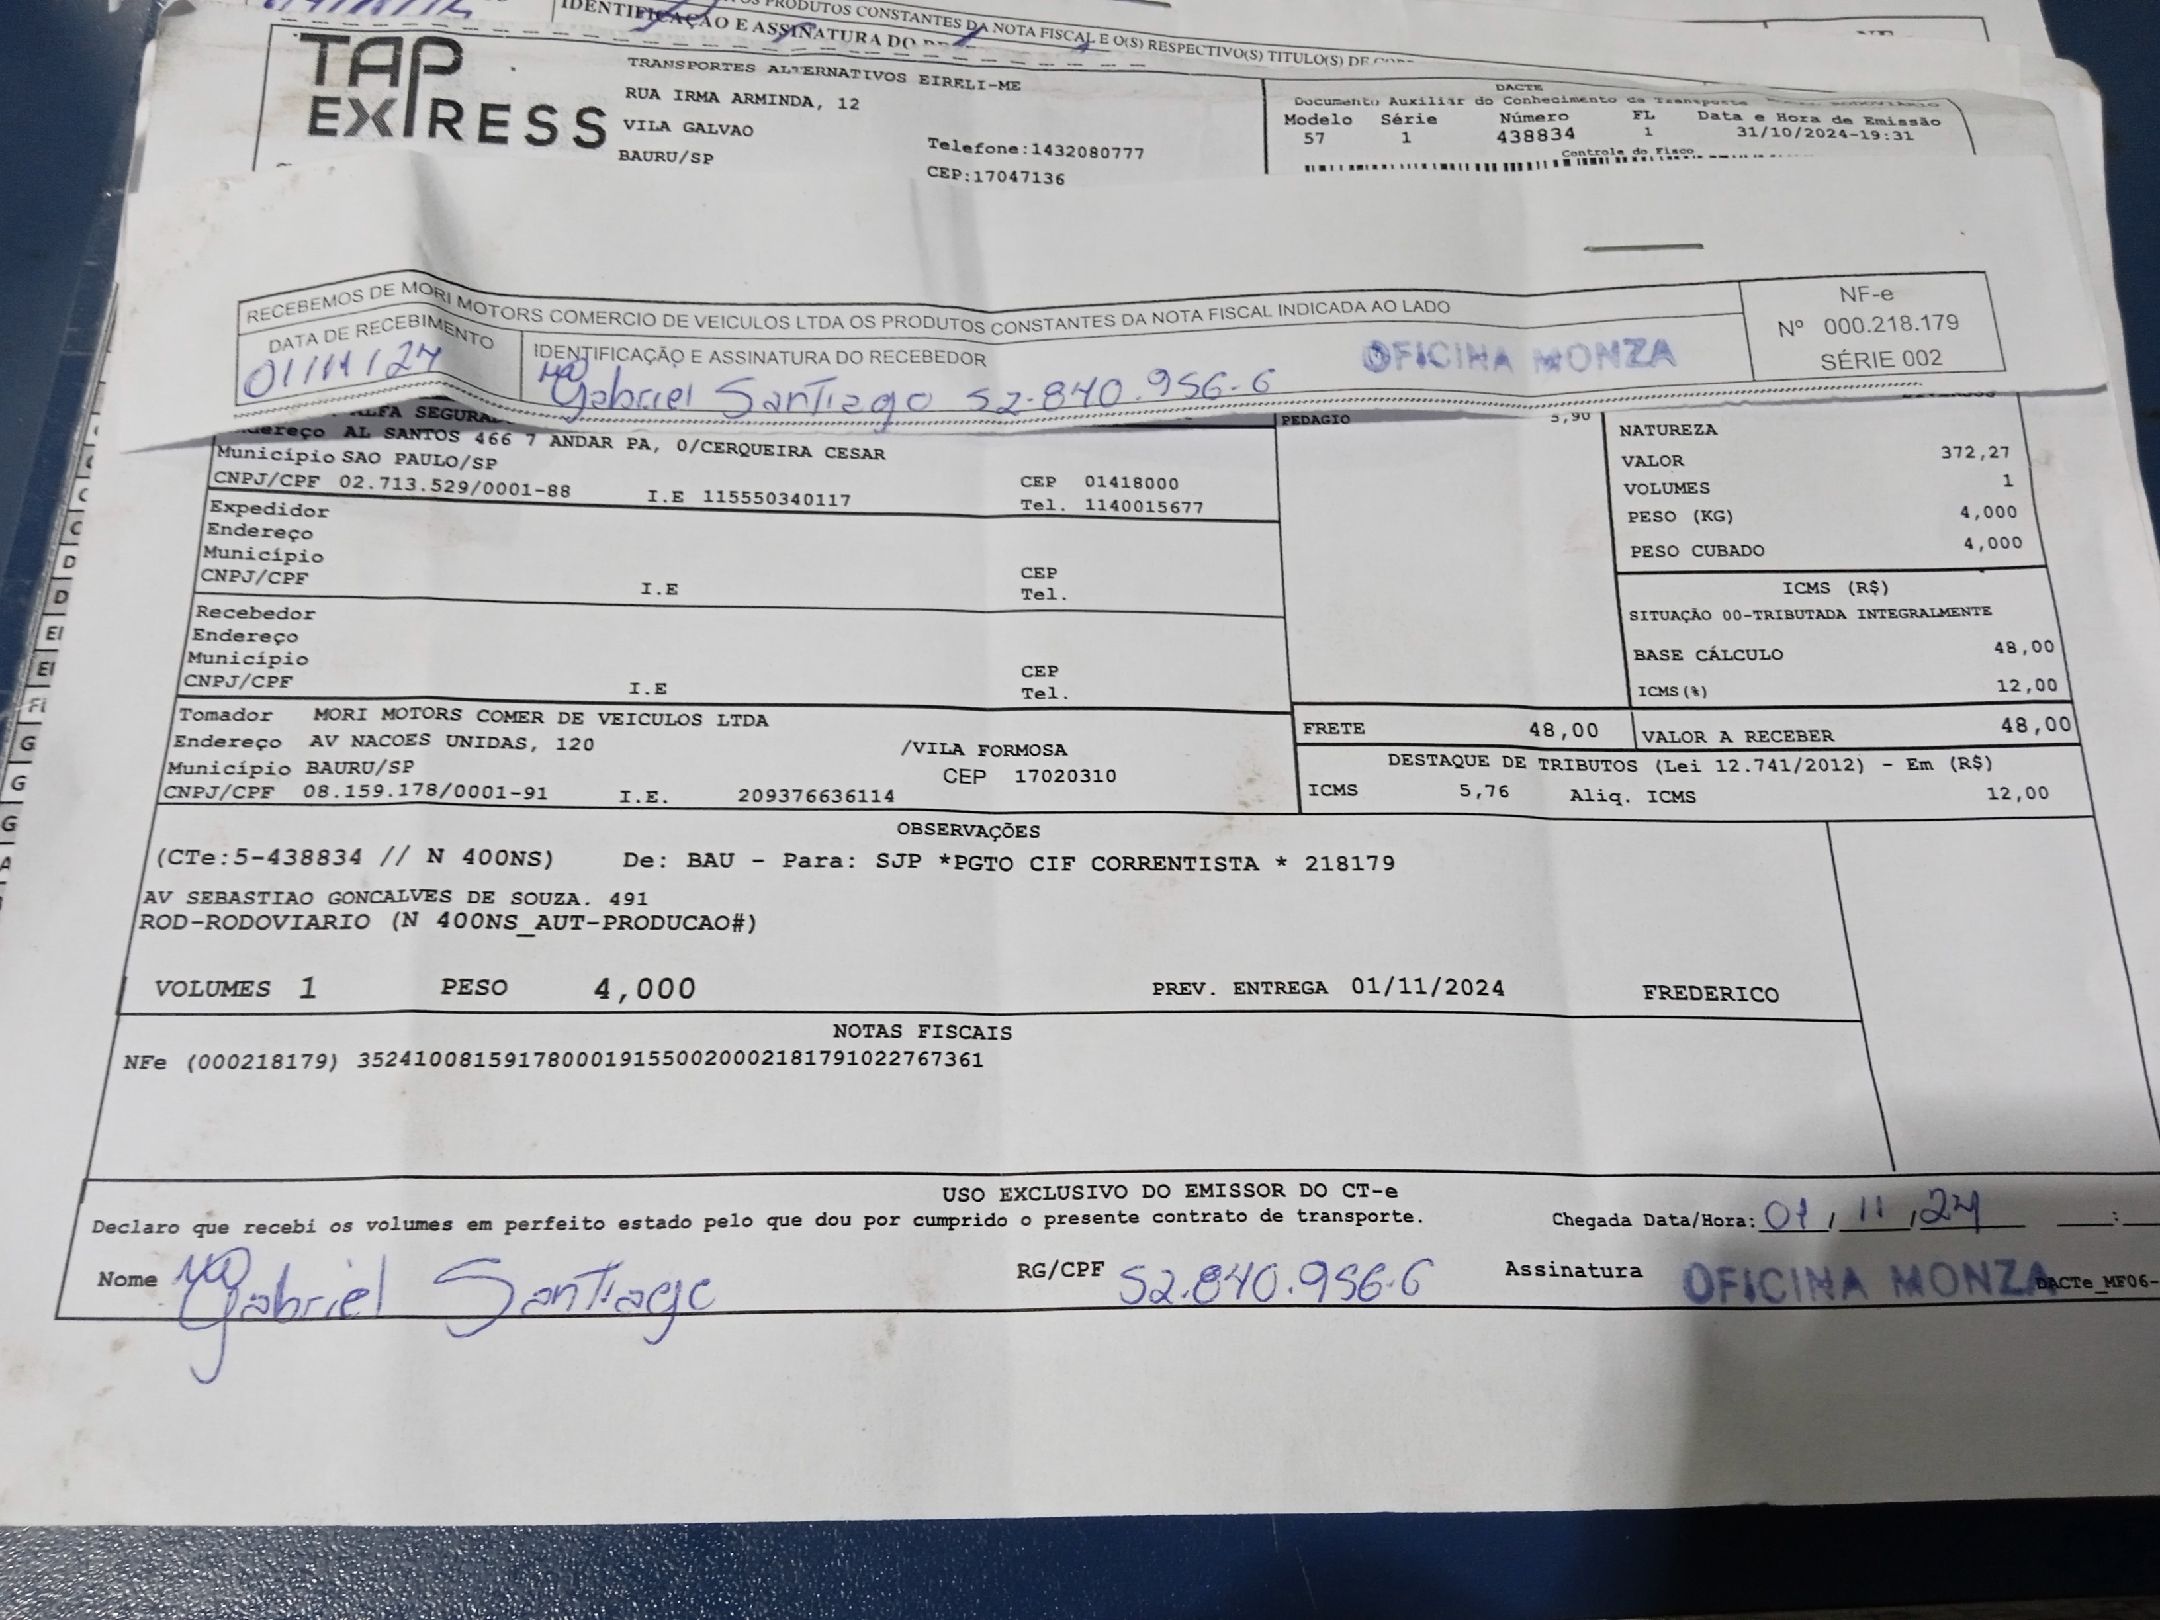 OS PRODUTOS CONSTANTES DA NOTA FISCAL E O(S) RESPECTIVO(S) TITULO(S) DE
IDENTIFICAÇÃO E ASSINATURA DO
TAP
EXPRESS
TRANSPORTES ALTERNATIVOS EIRELI-ME
RUA IRMA ARMINDA, 12
VILA GALVAO
BAURU/SP
Telefone:1432080777
CEP:17047136
DACTE
Documento Auxiliar do Conhecimento de Transporte
Modelo Série Número FL Data e Hora de Emissão
57 1 438834 1 31/10/2024-19:31
Controle do Fisco
RECEBEMOS DE MORI MOTORS COMERCIO DE VEICULOS LTDA OS PRODUTOS CONSTANTES DA NOTA FISCAL INDICADA AO LADO
DATA DE RECEBIMENTO
01/11/24
IDENTIFICAÇÃO E ASSINATURA DO RECEBEDOR
Gabriel Santiago 52.840.956-6
OFICINA MONZA
NF-e
Nº 000.218.179
SÉRIE 002
ALFA
AL SANTOS 466 7 ANDAR PA, 0/CERQUEIRA CESAR
Município SAO PAULO/SP
CNPJ/CPF 02.713.529/0001-88 I.E 115550340117
CEP 01418000
Tel. 1140015677
PEDAGIO 5,90
NATUREZA
VALOR 372,27
VOLUMES 1
PESO (KG) 4,000
PESO CUBADO 4,000
Expedidor
Endereço
Município
CNPJ/CPF I.E
CEP
Tel.
Recebedor
Endereço
Município
CNPJ/CPF I.E
CEP
Tel.
ICMS (R$)
SITUAÇÃO 00-TRIBUTADA INTEGRALMENTE
BASE CÁLCULO 48,00
ICMS(%) 12,00
Tomador MORI MOTORS COMER DE VEICULOS LTDA
Endereço AV NACOES UNIDAS, 120 /VILA FORMOSA
Município BAURU/SP CEP 17020310
CNPJ/CPF 08.159.178/0001-91 I.E. 209376636114
FRETE 48,00 VALOR A RECEBER 48,00
DESTAQUE DE TRIBUTOS (Lei 12.741/2012) - Em (R$)
ICMS 5,76 Aliq. ICMS 12,00
OBSERVAÇÕES
(CTe:5-438834 // N 400NS) De: BAU - Para: SJP *PGTO CIF CORRENTISTA * 218179
AV SEBASTIAO GONCALVES DE SOUZA. 491
ROD-RODOVIARIO (N 400NS_AUT-PRODUCAO#)
VOLUMES 1 PESO 4,000 PREV. ENTREGA 01/11/2024 FREDERICO
NOTAS FISCAIS
NFe (000218179) 35241008159178000191550020002181791022767361
USO EXCLUSIVO DO EMISSOR DO CT-e
Declaro que recebi os volumes em perfeito estado pelo que dou por cumprido o presente contrato de transporte.
Chegada Data/Hora: 01/11/24 __:__
Nome Gabriel Santiago
RG/CPF 52.840.956-6
Assinatura OFICINA MONZA
DACTe_MF06-